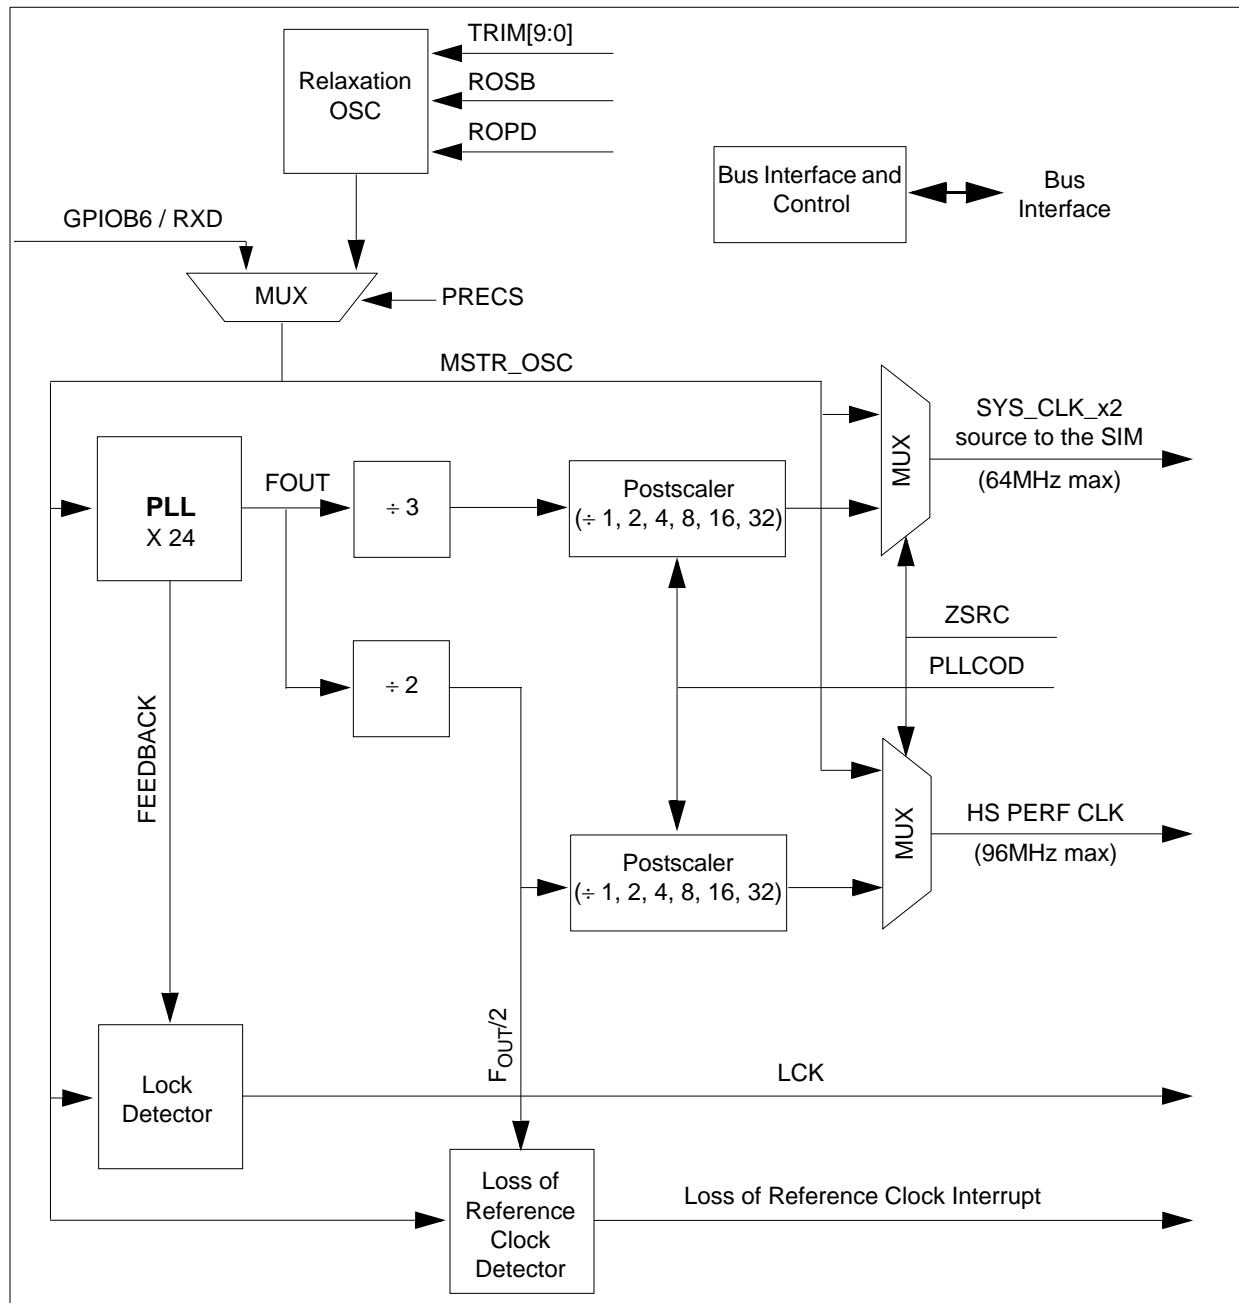 TRIM[9:0]
Relaxation
OSC
ROSB
ROPD
Bus Interface and
Control
Bus
Interface
GPIOB6 / RXD
MUX
PRECS
MSTR_OSC
MUX
SYS_CLK_x2
source to the SIM
(64MHz max)
PLL
X 24
FOUT
÷ 3
Postscaler
(÷ 1, 2, 4, 8, 16, 32)
ZSRC
PLLCOD
÷ 2
FEEDBACK
Postscaler
(÷ 1, 2, 4, 8, 16, 32)
MUX
HS PERF CLK
(96MHz max)
FOUT/2
Lock
Detector
LCK
Loss of
Reference
Clock
Detector
Loss of Reference Clock Interrupt